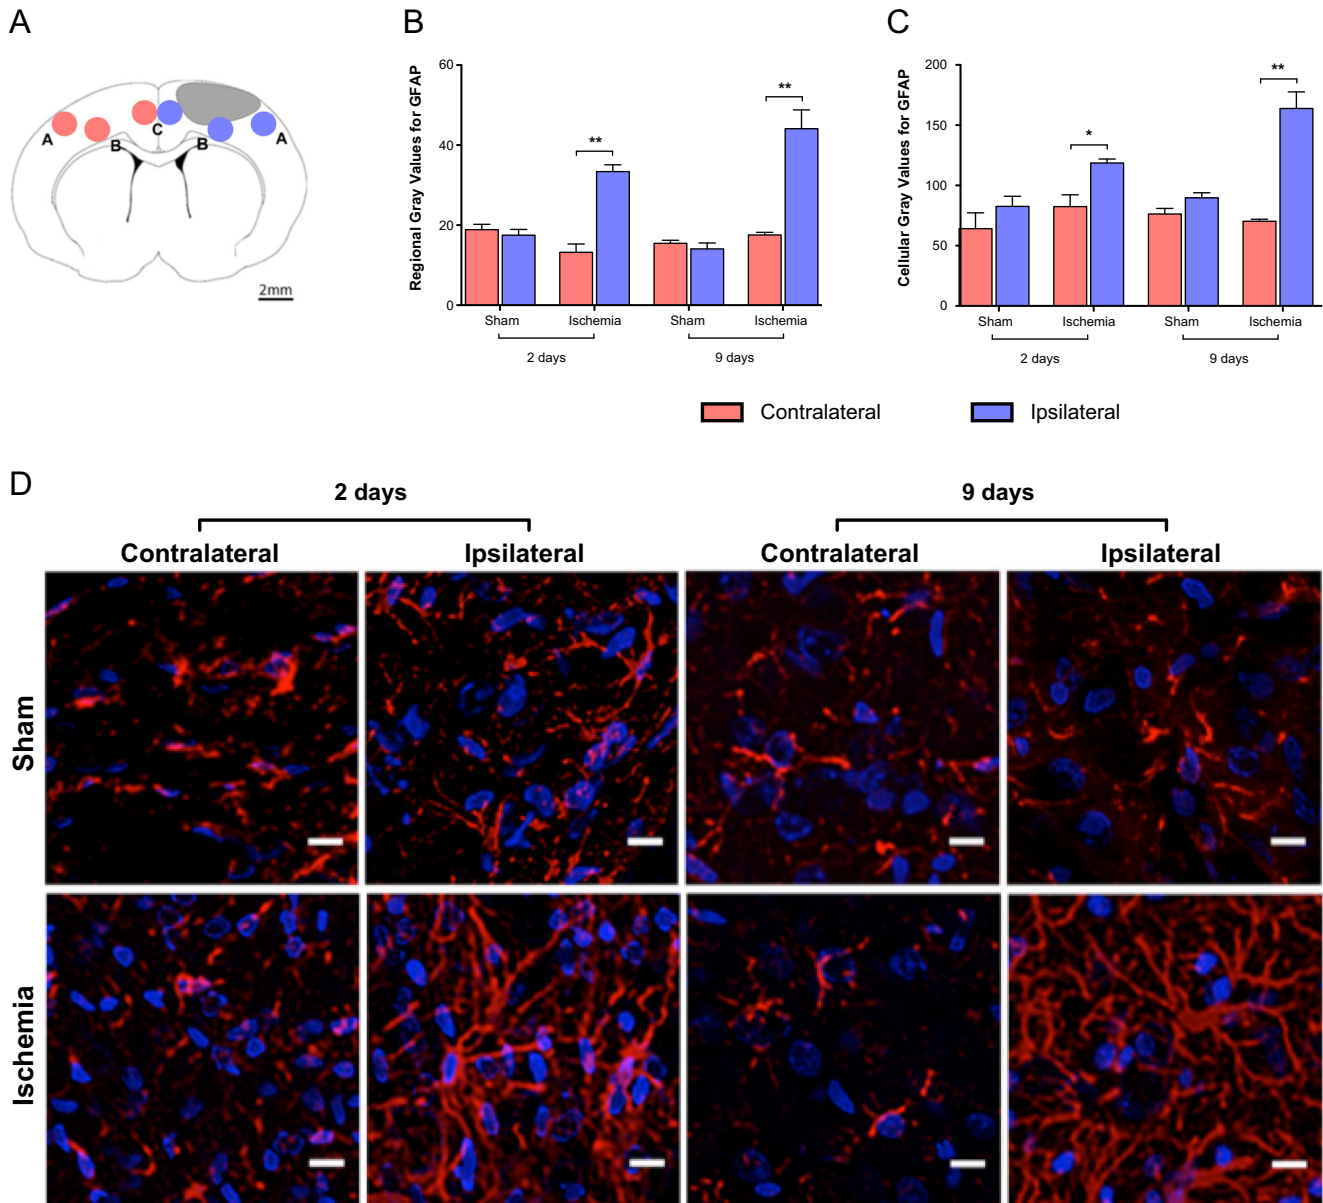 A
B
C
60
40
20
0
Regional Gray Values for GFAP
**
**
Sham
Ischemia
Sham
Ischemia
2 days
9 days
200
150
100
50
0
Cellular Gray Values for GFAP
*
**
Sham
Ischemia
Sham
Ischemia
2 days
9 days
A
B
C
B
A
2mm
Contralateral
Ipsilateral
D
2 days
9 days
Contralateral
Ipsilateral
Contralateral
Ipsilateral
Sham
Ischemia